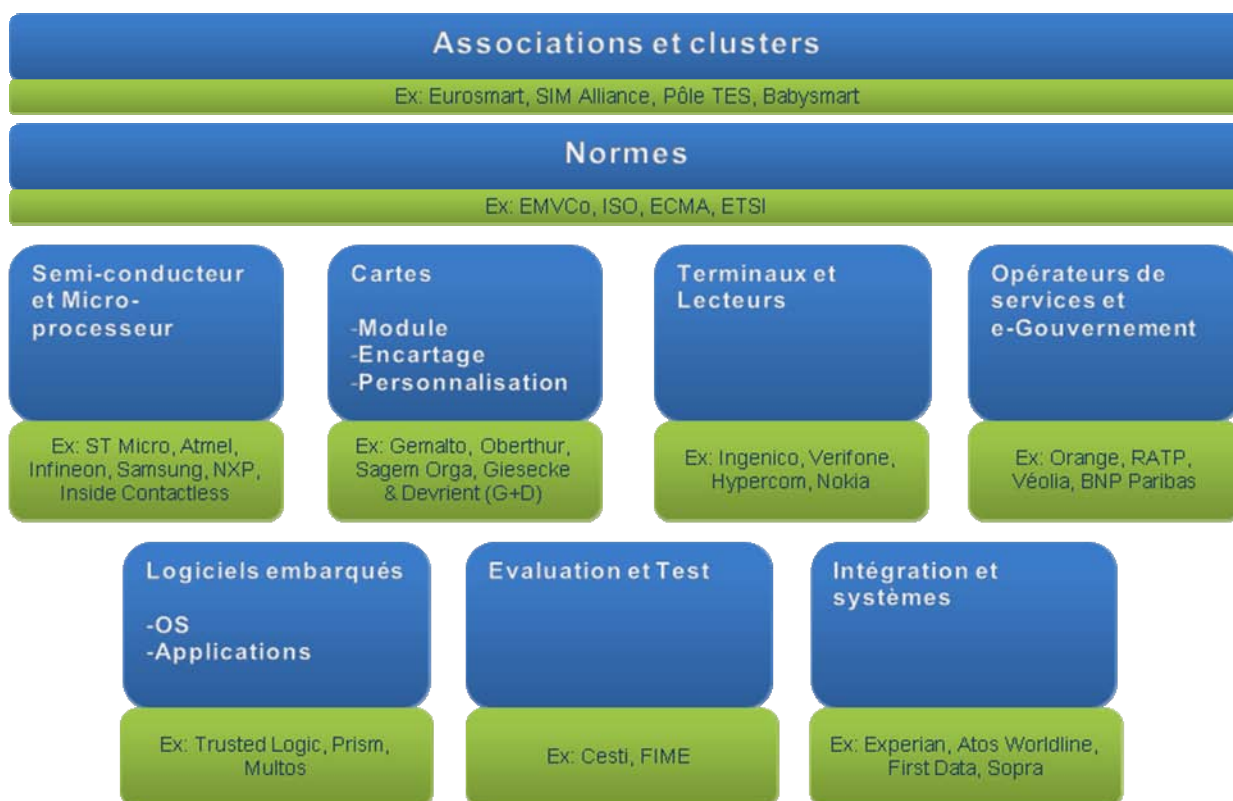 Associations et clusters
Ex: Eurosmart, SIM Alliance, Pôle TES, Babysmart
Normes
Ex: EMVCo, ISO, ECMA, ETSI
Semi-conducteur
et Micro-
processeur
Ex: ST Micro, Atmel,
Infineon, Samsung, NXP,
Inside Contactless
Cartes
-Module
-Encartage
-Personnalisation
Ex: Gemalto, Oberthur,
Sagem Orga, Giesecke
& Devrient (G+D)
Terminaux et
Lecteurs
Ex: Ingenico, Verifone,
Hypercom, Nokia
Opérateurs de
services et
e-Gouvernement
Ex: Orange, RATP,
Véolia, BNP Paribas
Logiciels embarqués
-OS
-Applications
Ex: Trusted Logic, Prism,
Multos
Evaluation et Test
Ex: Cesti, FIME
Intégration et
systèmes
Ex: Experian, Atos Worldline,
First Data, Sopra